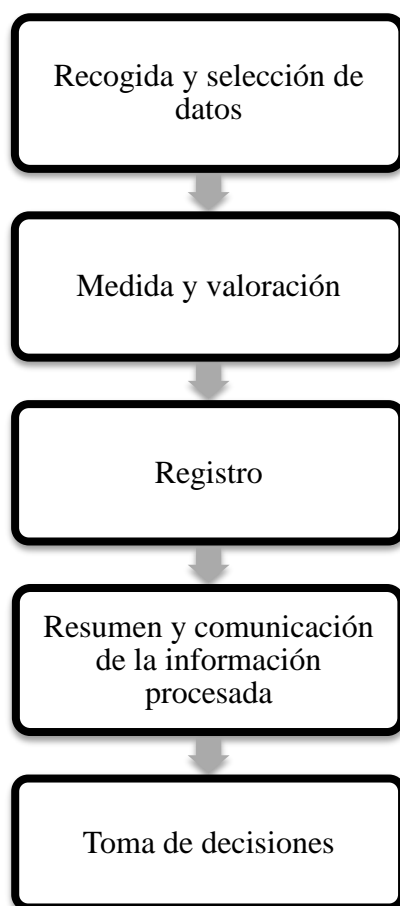 Recogida y selección de
datos
Medida y valoración
Registro
Resumen y comunicación
de la información
procesada
Toma de decisiones